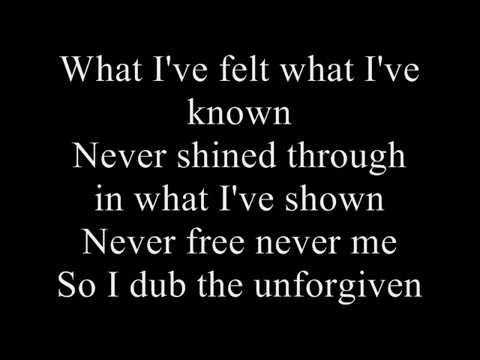 What I've felt what I've
known
Never shined through
in what I've shown
Never free never me
So I dub the unforgiven